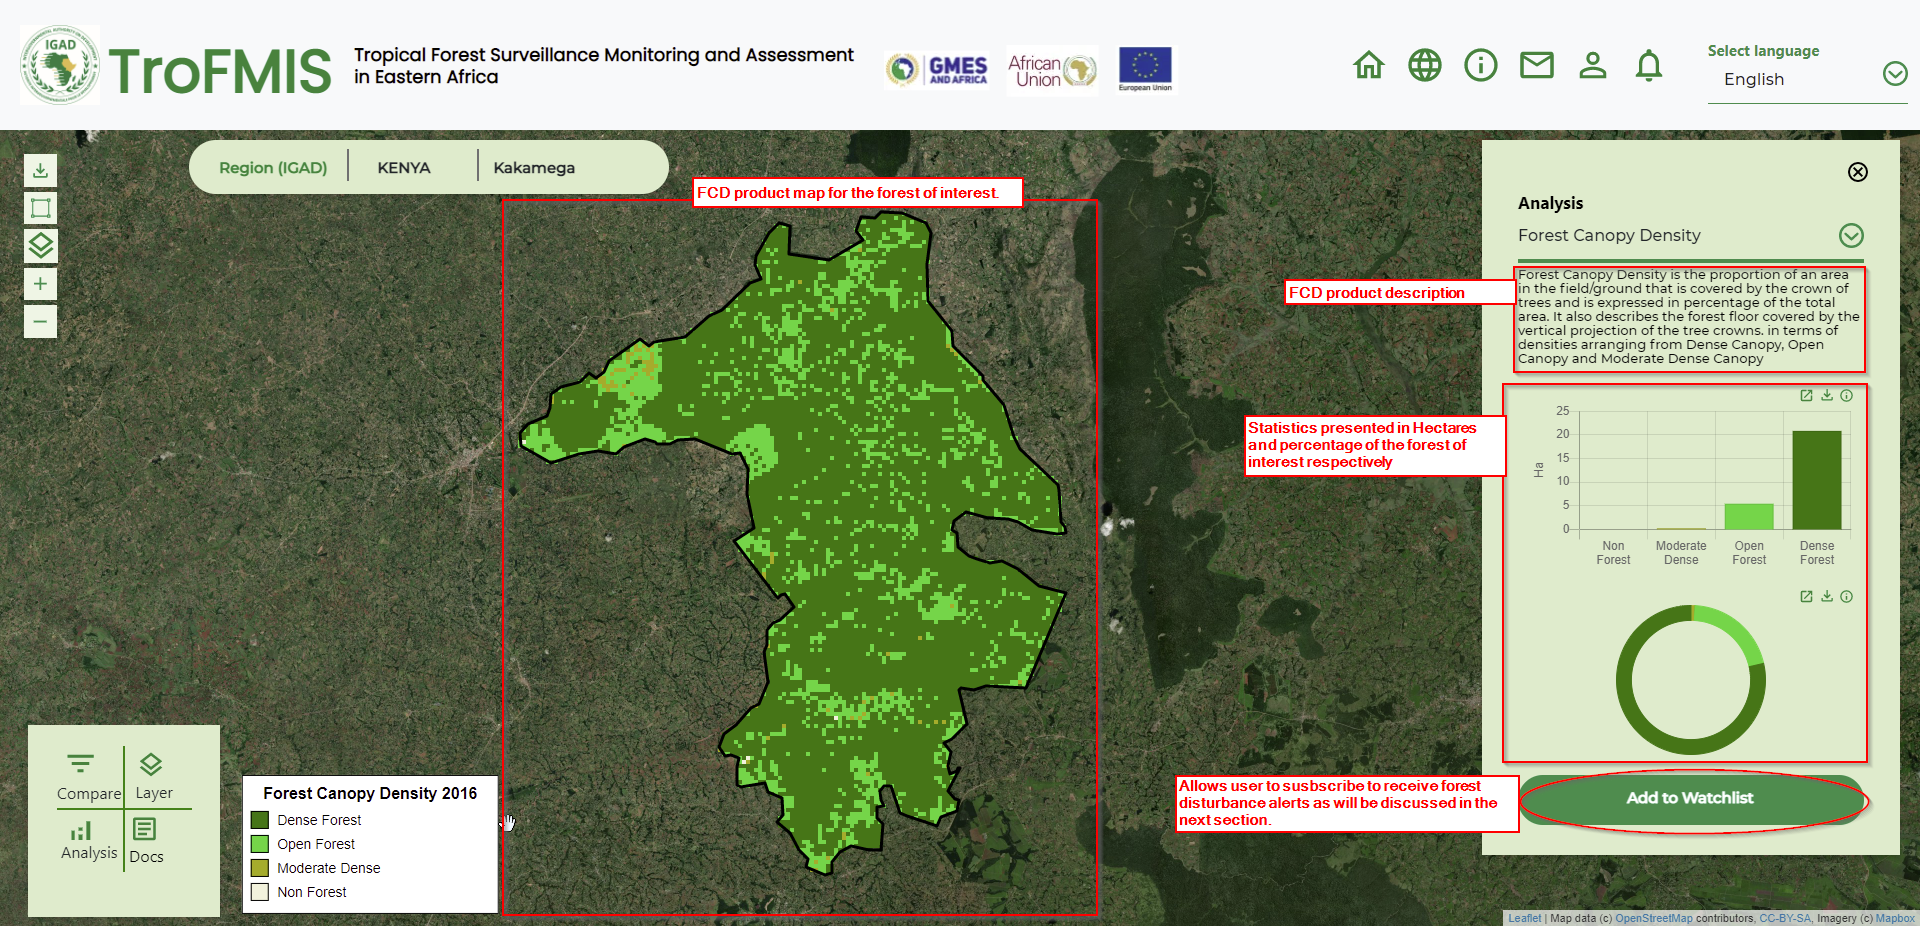 IGAD
TroFMIS
Tropical Forest Surveillance Monitoring and Assessment
in Eastern Africa
GMES
AND AFRICA
African
Union
European Union
Select language
English
Region (IGAD)
KENYA
Kakamega
FCD product map for the forest of interest.
Analysis
Forest Canopy Density
FCD product description
Forest Canopy Density is the proportion of an area
in the field/ground that is covered by the crown of
trees and is expressed in percentage of the total
area. It also describes the forest floor covered by the
vertical projection of the tree crowns. in terms of
densities arranging from Dense Canopy, Open
Canopy and Moderate Dense Canopy
Statistics presented in Hectares
and percentage of the forest of
interest respectively
25
20
15
10
5
0
Ha
Non
Forest
Moderate
Dense
Open
Forest
Dense
Forest
Allows user to susbscribe to receive forest
disturbance alerts as will be discussed in the
next section.
Add to Watchlist
Compare
Layer
Analysis
Docs
Forest Canopy Density 2016
Dense Forest
Open Forest
Moderate Dense
Non Forest
Leaflet | Map data (c) OpenStreetMap contributors, CC-BY-SA, Imagery (c) Mapbox